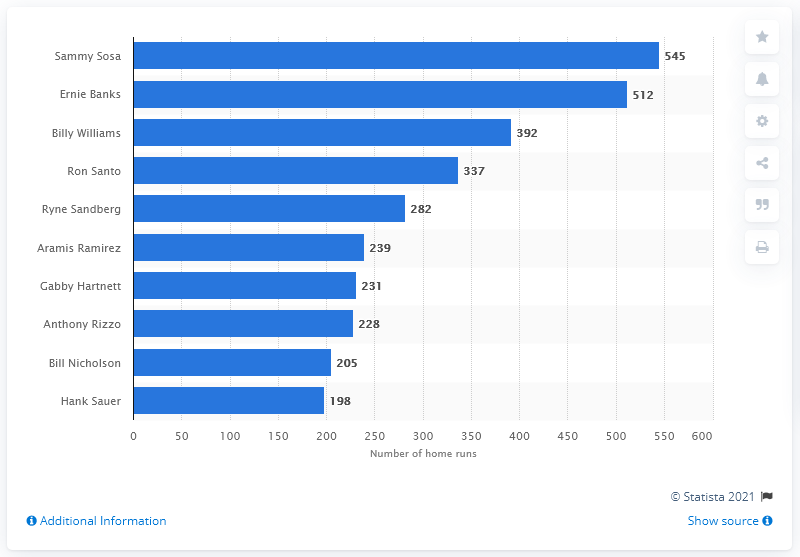 Sammy Sosa 545
Ernie Banks 512
Billy Williams 392
Ron Santo 337
Ryne Sandberg 282
Aramis Ramirez 239
Gabby Hartnett 231
Anthony Rizzo 228
Bill Nicholson 205
Hank Sauer 198
0 50 100 150 200 250 300 350 400 450 500 550 600
Number of home runs
© Statista 2021
Additional Information
Show source